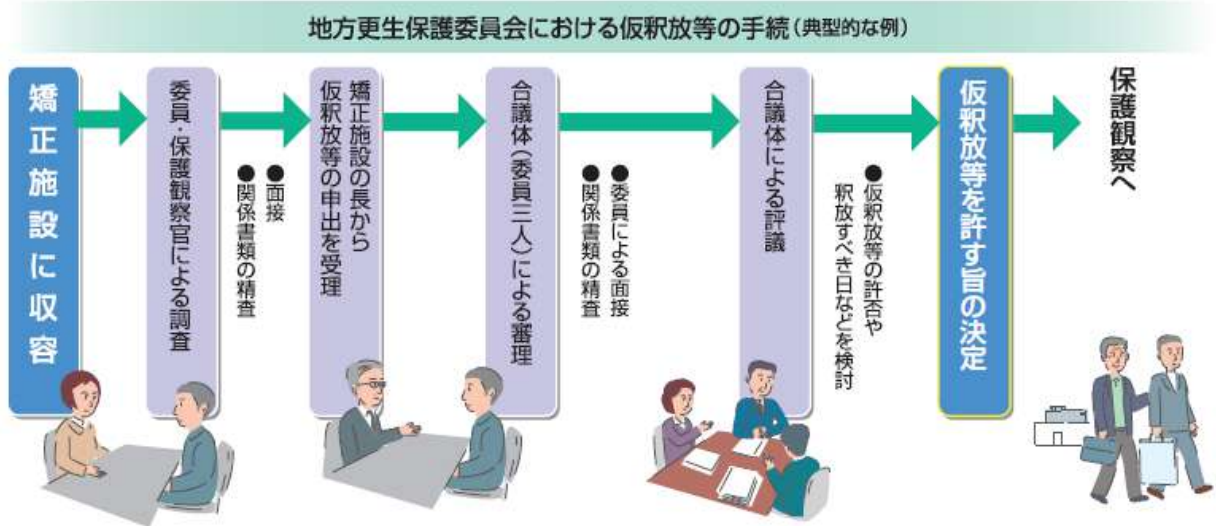 地方更生保護委員会における仮釈放等の手続(典型的な例)
矯正施設に収容
委員・保護観察官による調査
●面接
●関係書類の精査
矯正施設の長から
仮釈放等の申出を受理
合議体(委員三人)による審理
●委員による面接
●関係書類の精査
合議体による評議
●仮釈放等の許否や
釈放すべき日などを検討
仮釈放等を許す旨の決定
保護観察へ